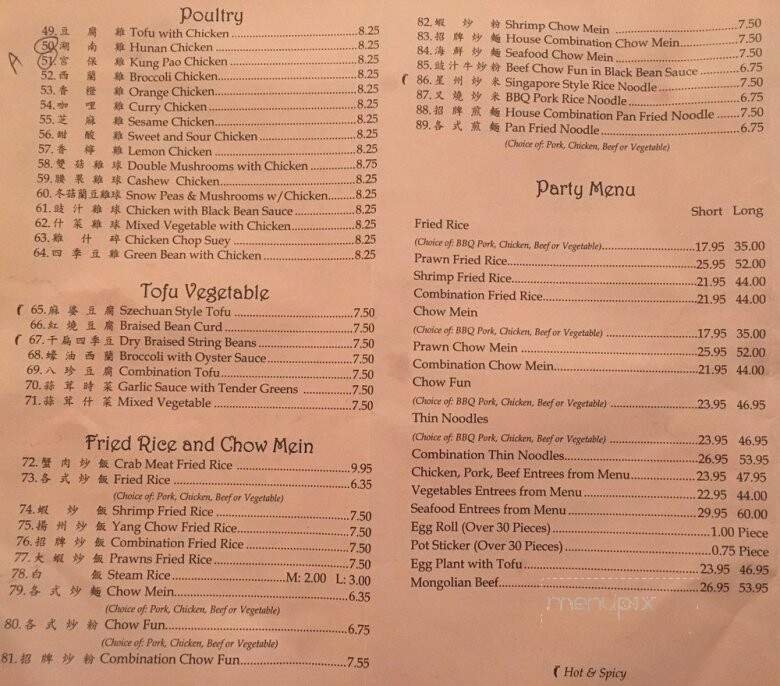 Poultry
49. 豆 腐 雞 Tofu with Chicken 8.25
50. 湖 南 雞 Hunan Chicken 8.25
A
51. 宮 保 雞 Kung Pao Chicken 8.25
52. 西 蘭 雞 Broccoli Chicken 8.25
53. 香 橙 雞 Orange Chicken 8.25
54. 咖 哩 雞 Curry Chicken 8.25
55. 芝 麻 雞 Sesame Chicken 8.25
56. 甜 酸 雞 Sweet and Sour Chicken 8.25
57. 香 檸 雞 Lemon Chicken 8.25
58. 雙 菇 雞 球 Double Mushrooms with Chicken 8.75
59. 腰 果 雞 球 Cashew Chicken 8.25
60. 冬菇蘭豆雞球 Snow Peas & Mushrooms w/Chicken 8.25
61. 豉 汁 雞 球 Chicken with Black Bean Sauce 8.25
62. 什 菜 雞 球 Mixed Vegetable with Chicken 8.25
63. 雞 什 碎 Chicken Chop Suey 8.25
64. 四 季 豆 雞 Green Bean with Chicken 8.25
Tofu Vegetable
65. 麻 婆 豆 腐 Szechuan Style Tofu 7.50
66. 紅 燒 豆 腐 Braised Bean Curd 7.50
67. 干 扁 四 季 豆 Dry Braised String Beans 7.50
68. 蠔 油 西 蘭 Broccoli with Oyster Sauce 7.50
69. 八 珍 豆 腐 Combination Tofu 7.50
70. 蒜 茸 時 菜 Garlic Sauce with Tender Greens 7.50
71. 蒜 茸 什 菜 Mixed Vegetable 7.50
Fried Rice and Chow Mein
72. 蟹 肉 炒 飯 Crab Meat Fried Rice 9.95
73. 各 式 炒 飯 Fried Rice 6.35
(Choice of: Pork, Chicken, Beef or Vegetable)
74. 蝦 炒 飯 Shrimp Fried Rice 7.50
75. 揚 州 炒 飯 Yang Chow Fried Rice 7.50
76. 招 牌 炒 飯 Combination Fried Rice 7.50
77. 大 蝦 炒 飯 Prawns Fried Rice 7.50
78. 白 飯 Steam Rice M: 2.00 L: 3.00
79. 各 式 炒 麵 Chow Mein 6.35
(Choice of: Pork, Chicken, Beef or Vegetable)
80. 各 式 炒 粉 Chow Fun 6.75
(Choice of: Pork, Chicken, Beef or Vegetable)
81. 招 牌 炒 粉 Combination Chow Fun 7.55
82. 蝦 炒 粉 Shrimp Chow Mein 7.50
83. 招 牌 炒 麵 House Combination Chow Mein 7.50
84. 海 鮮 炒 麵 Seafood Chow Mein 7.50
85. 豉汁牛炒粉 Beef Chow Fun in Black Bean Sauce 6.75
86. 星 州 炒 米 Singapore Style Rice Noodle 7.50
87. 叉 燒 炒 米 BBQ Pork Rice Noodle 6.75
88. 招 牌 煎 麵 House Combination Pan Fried Noodle 7.50
89. 各 式 煎 麵 Pan Fried Noodle 6.75
(Choice of: Pork, Chicken, Beef or Vegetable)
Party Menu
Short Long
Fried Rice
(Choice of: BBQ Pork, Chicken, Beef or Vegetable) 17.95 35.00
Prawn Fried Rice 25.95 52.00
Shrimp Fried Rice 21.95 44.00
Combination Fried Rice 21.95 44.00
Chow Mein
(Choice of: BBQ Pork, Chicken, Beef or Vegetable) 17.95 35.00
Prawn Chow Mein 25.95 52.00
Combination Chow Mein 21.95 44.00
Chow Fun
(Choice of: BBQ Pork, Chicken, Beef or Vegetable) 23.95 46.95
Thin Noodles
(Choice of: BBQ Pork, Chicken, Beef or Vegetable) 23.95 46.95
Combination Thin Noodles 26.95 53.95
Chicken, Pork, Beef Entrees from Menu 23.95 47.95
Vegetables Entrees from Menu 22.95 44.00
Seafood Entrees from Menu 29.95 60.00
Egg Roll (Over 30 Pieces) 1.00 Piece
Pot Sticker (Over 30 Pieces) 0.75 Piece
Egg Plant with Tofu 23.95 46.95
Mongolian Beef 26.95 53.95
menupix
Hot & Spicy